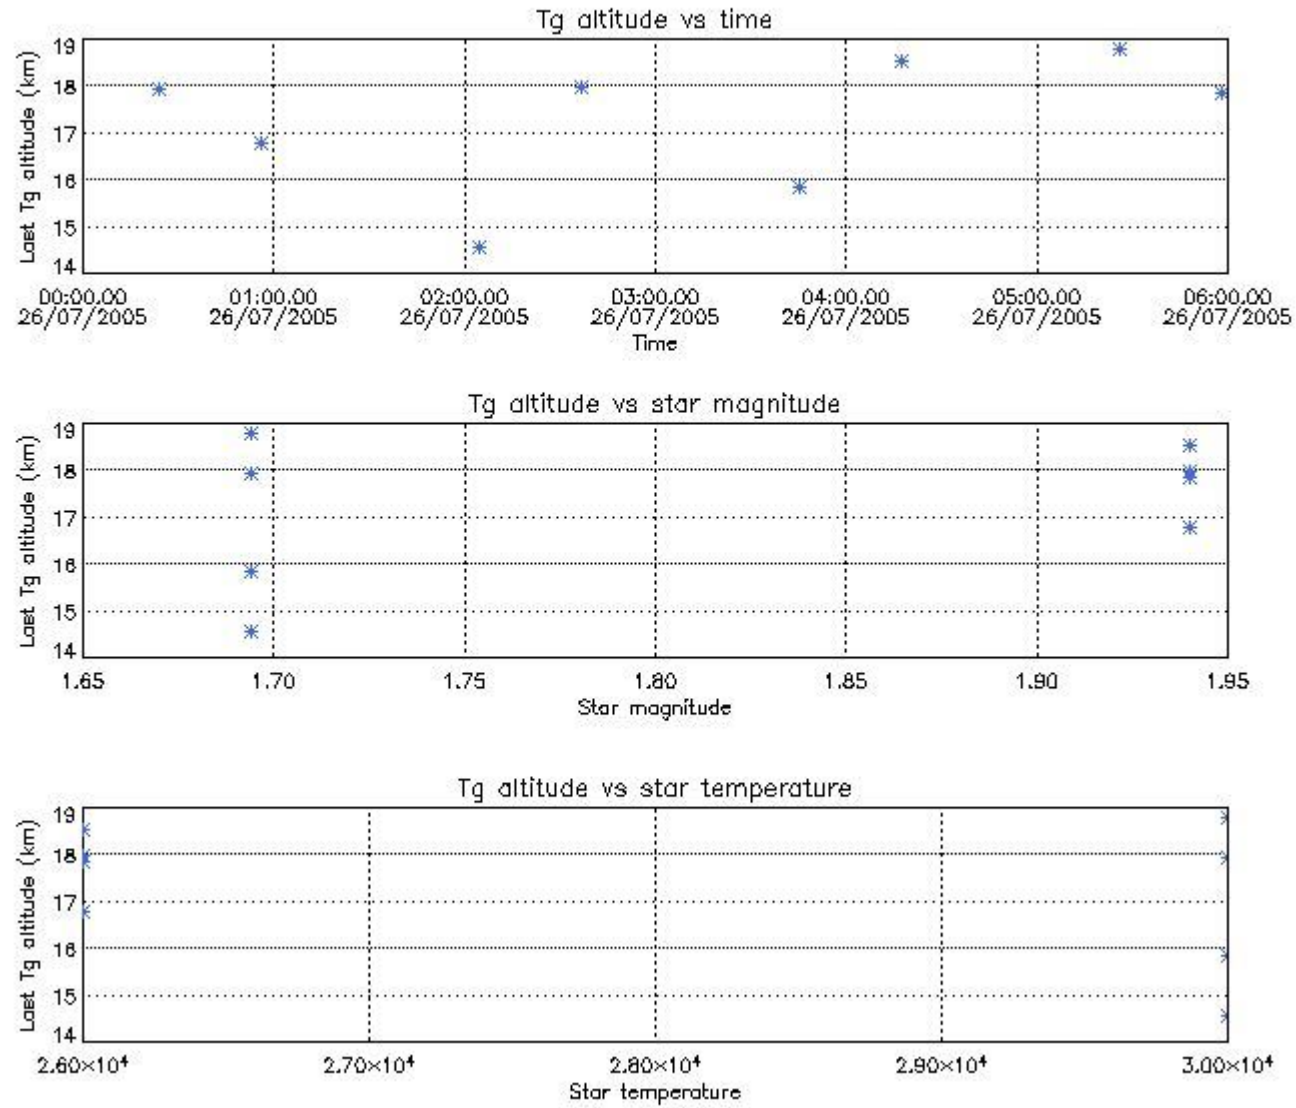 Tg altitude vs time
Last Tg altitude (km)
19
18
17
16
15
14
00:00.00 01:00.00 02:00.00 03:00.00 04:00.00 05:00.00 06:00.00
26/07/2005 26/07/2005 26/07/2005 26/07/2005 26/07/2005 26/07/2005 26/07/2005
Time
Tg altitude vs star magnitude
Last Tg altitude (km)
19
18
17
16
15
14
1.65 1.70 1.75 1.80 1.85 1.90 1.95
Star magnitude
Tg altitude vs star temperature
Last Tg altitude (km)
19
18
17
16
15
14
2.60×10⁴ 2.70×10⁴ 2.80×10⁴ 2.90×10⁴ 3.00×10⁴
Star temperature